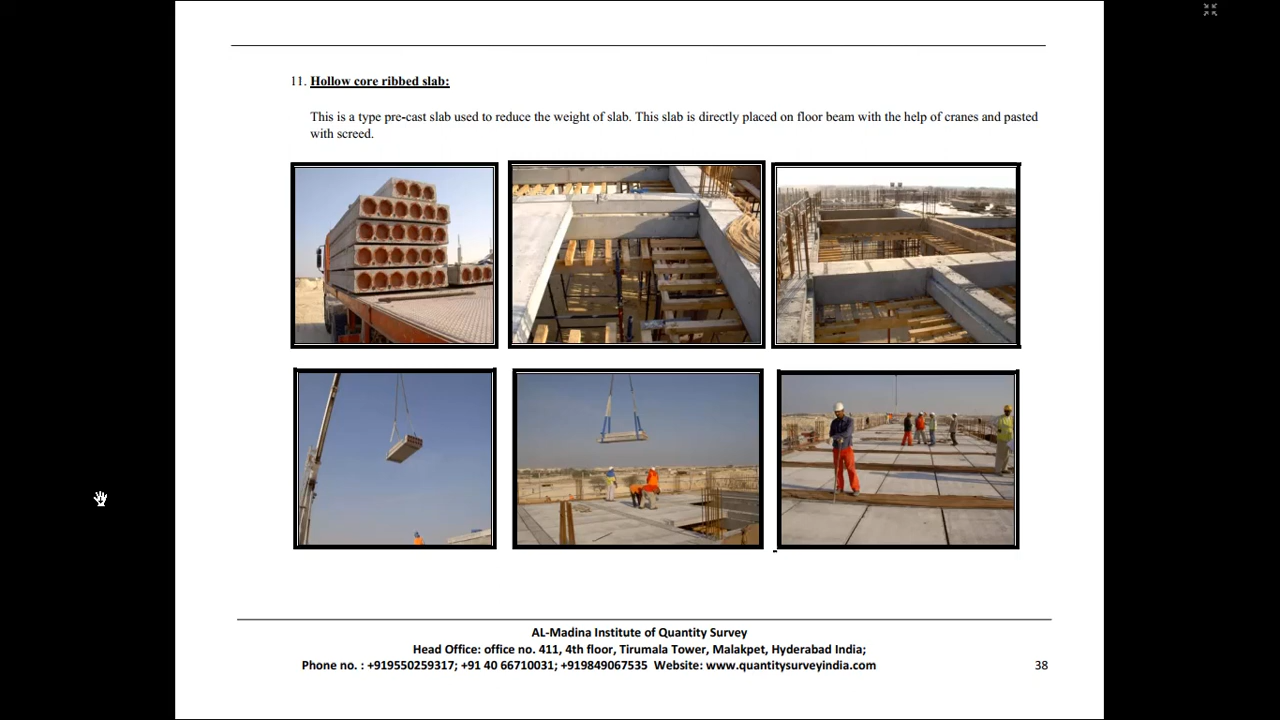 11. Hollow core ribbed slab:
This is a type pre-cast slab used to reduce the weight of slab. This slab is directly placed on floor beam with the help of cranes and pasted
with screed.
AL-Madina Institute of Quantity Survey
Head Office: office no. 411, 4th floor, Tirumala Tower, Malakpet, Hyderabad India;
Phone no. : +919550259317; +91 40 66710031; +919849067535 Website: www.quantitysurveyindia.com
38